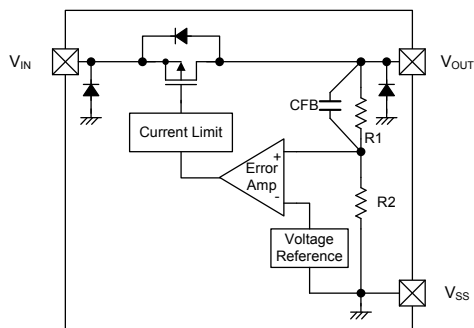 VIN
VOUT
CFB
R1
Current Limit
+
Error
Amp
-
R2
Voltage
Reference
VSS